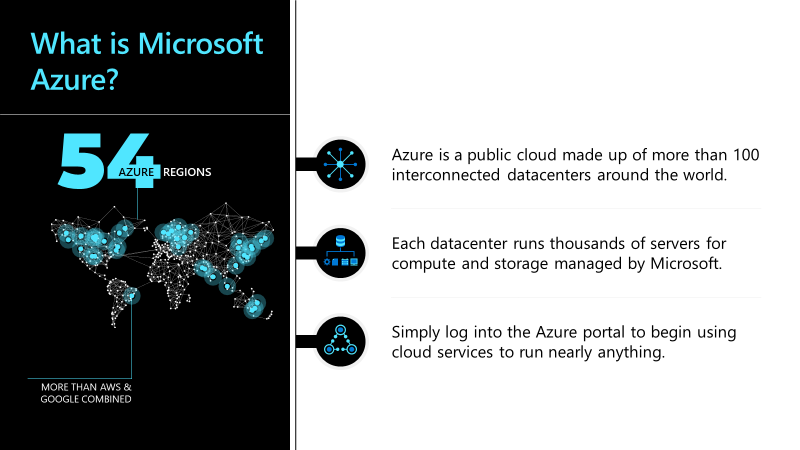 What is Microsoft
Azure?
54
AZURE REGIONS
MORE THAN AWS &
GOOGLE COMBINED
Azure is a public cloud made up of more than 100
interconnected datacenters around the world.
Each datacenter runs thousands of servers for
compute and storage managed by Microsoft.
Simply log into the Azure portal to begin using
cloud services to run nearly anything.